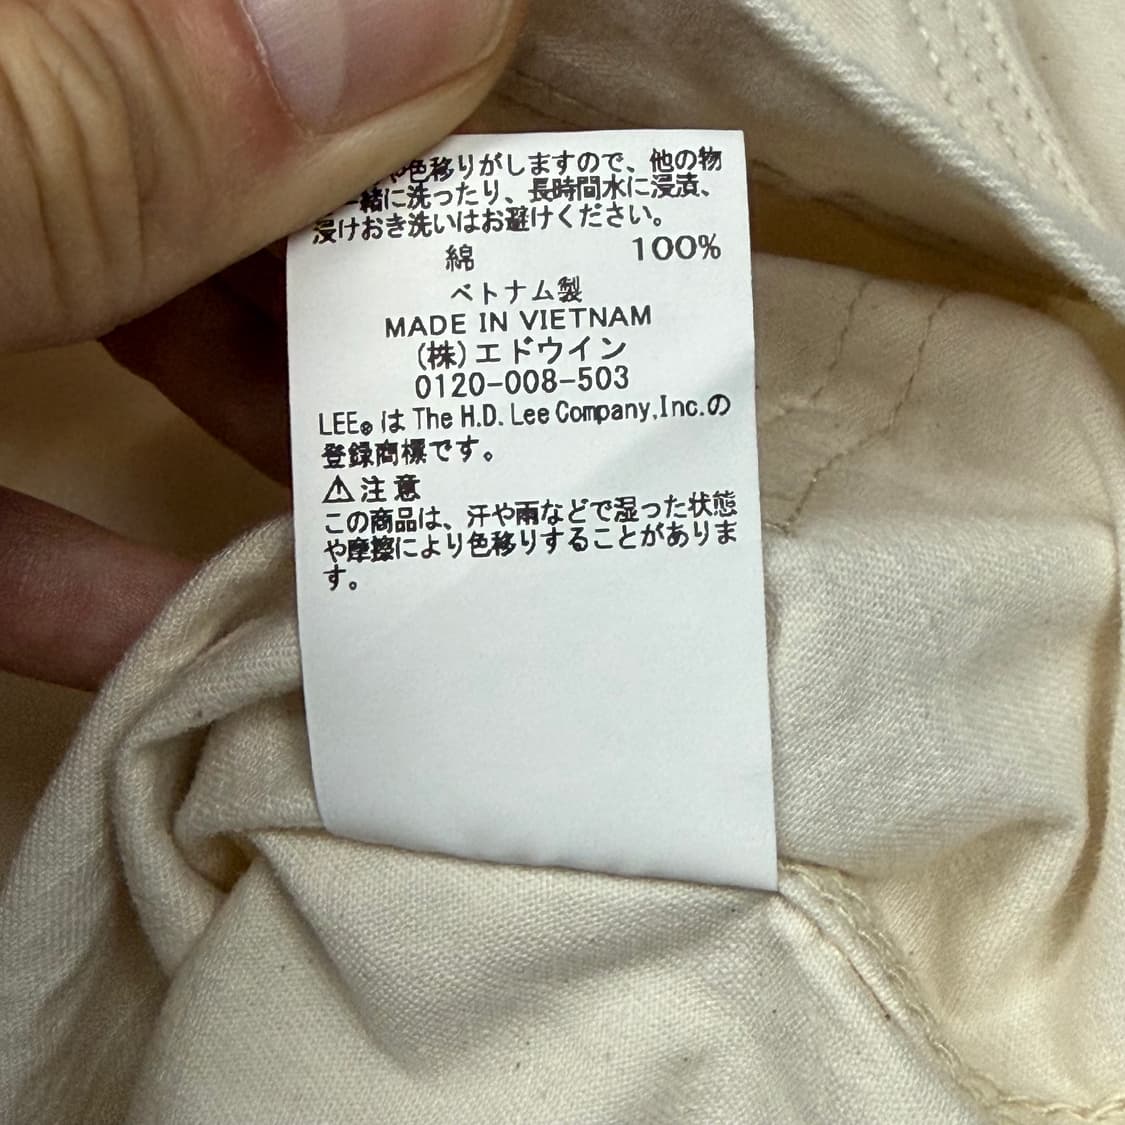 色移りがしますので、他の物
一緒に洗ったり、長時間水に浸漬、
浸けおき洗いはお避けください。
綿 100%
ベトナム製
MADE IN VIETNAM
(株)エドウイン
0120-008-503
LEE® は The H.D. Lee Company,Inc.の
登録商標です。
⚠注意
この商品は、汗や雨などで湿った状態
や摩擦により色移りすることがありま
す。